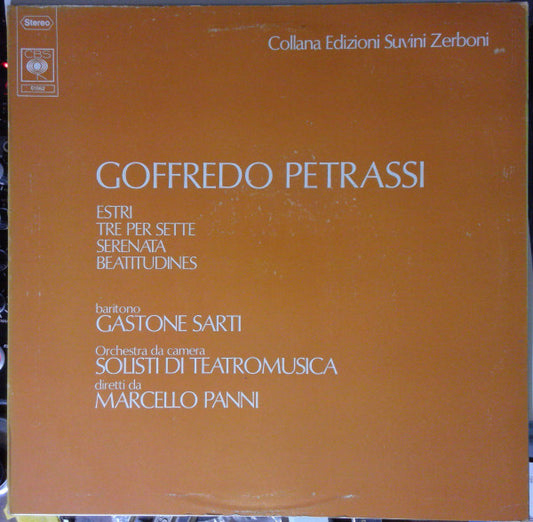 Stereo
Collana Edizioni Suvini Zerboni
CBS
GOFFREDO PETRASSI
ESTRI
TRE PER SETTE
SERENATA
BEATITUDINES
baritono
GASTONE SARTI
Orchestra da camera
SOLISTI DI TEATROMUSICA
diretti da
MARCELLO PANNI